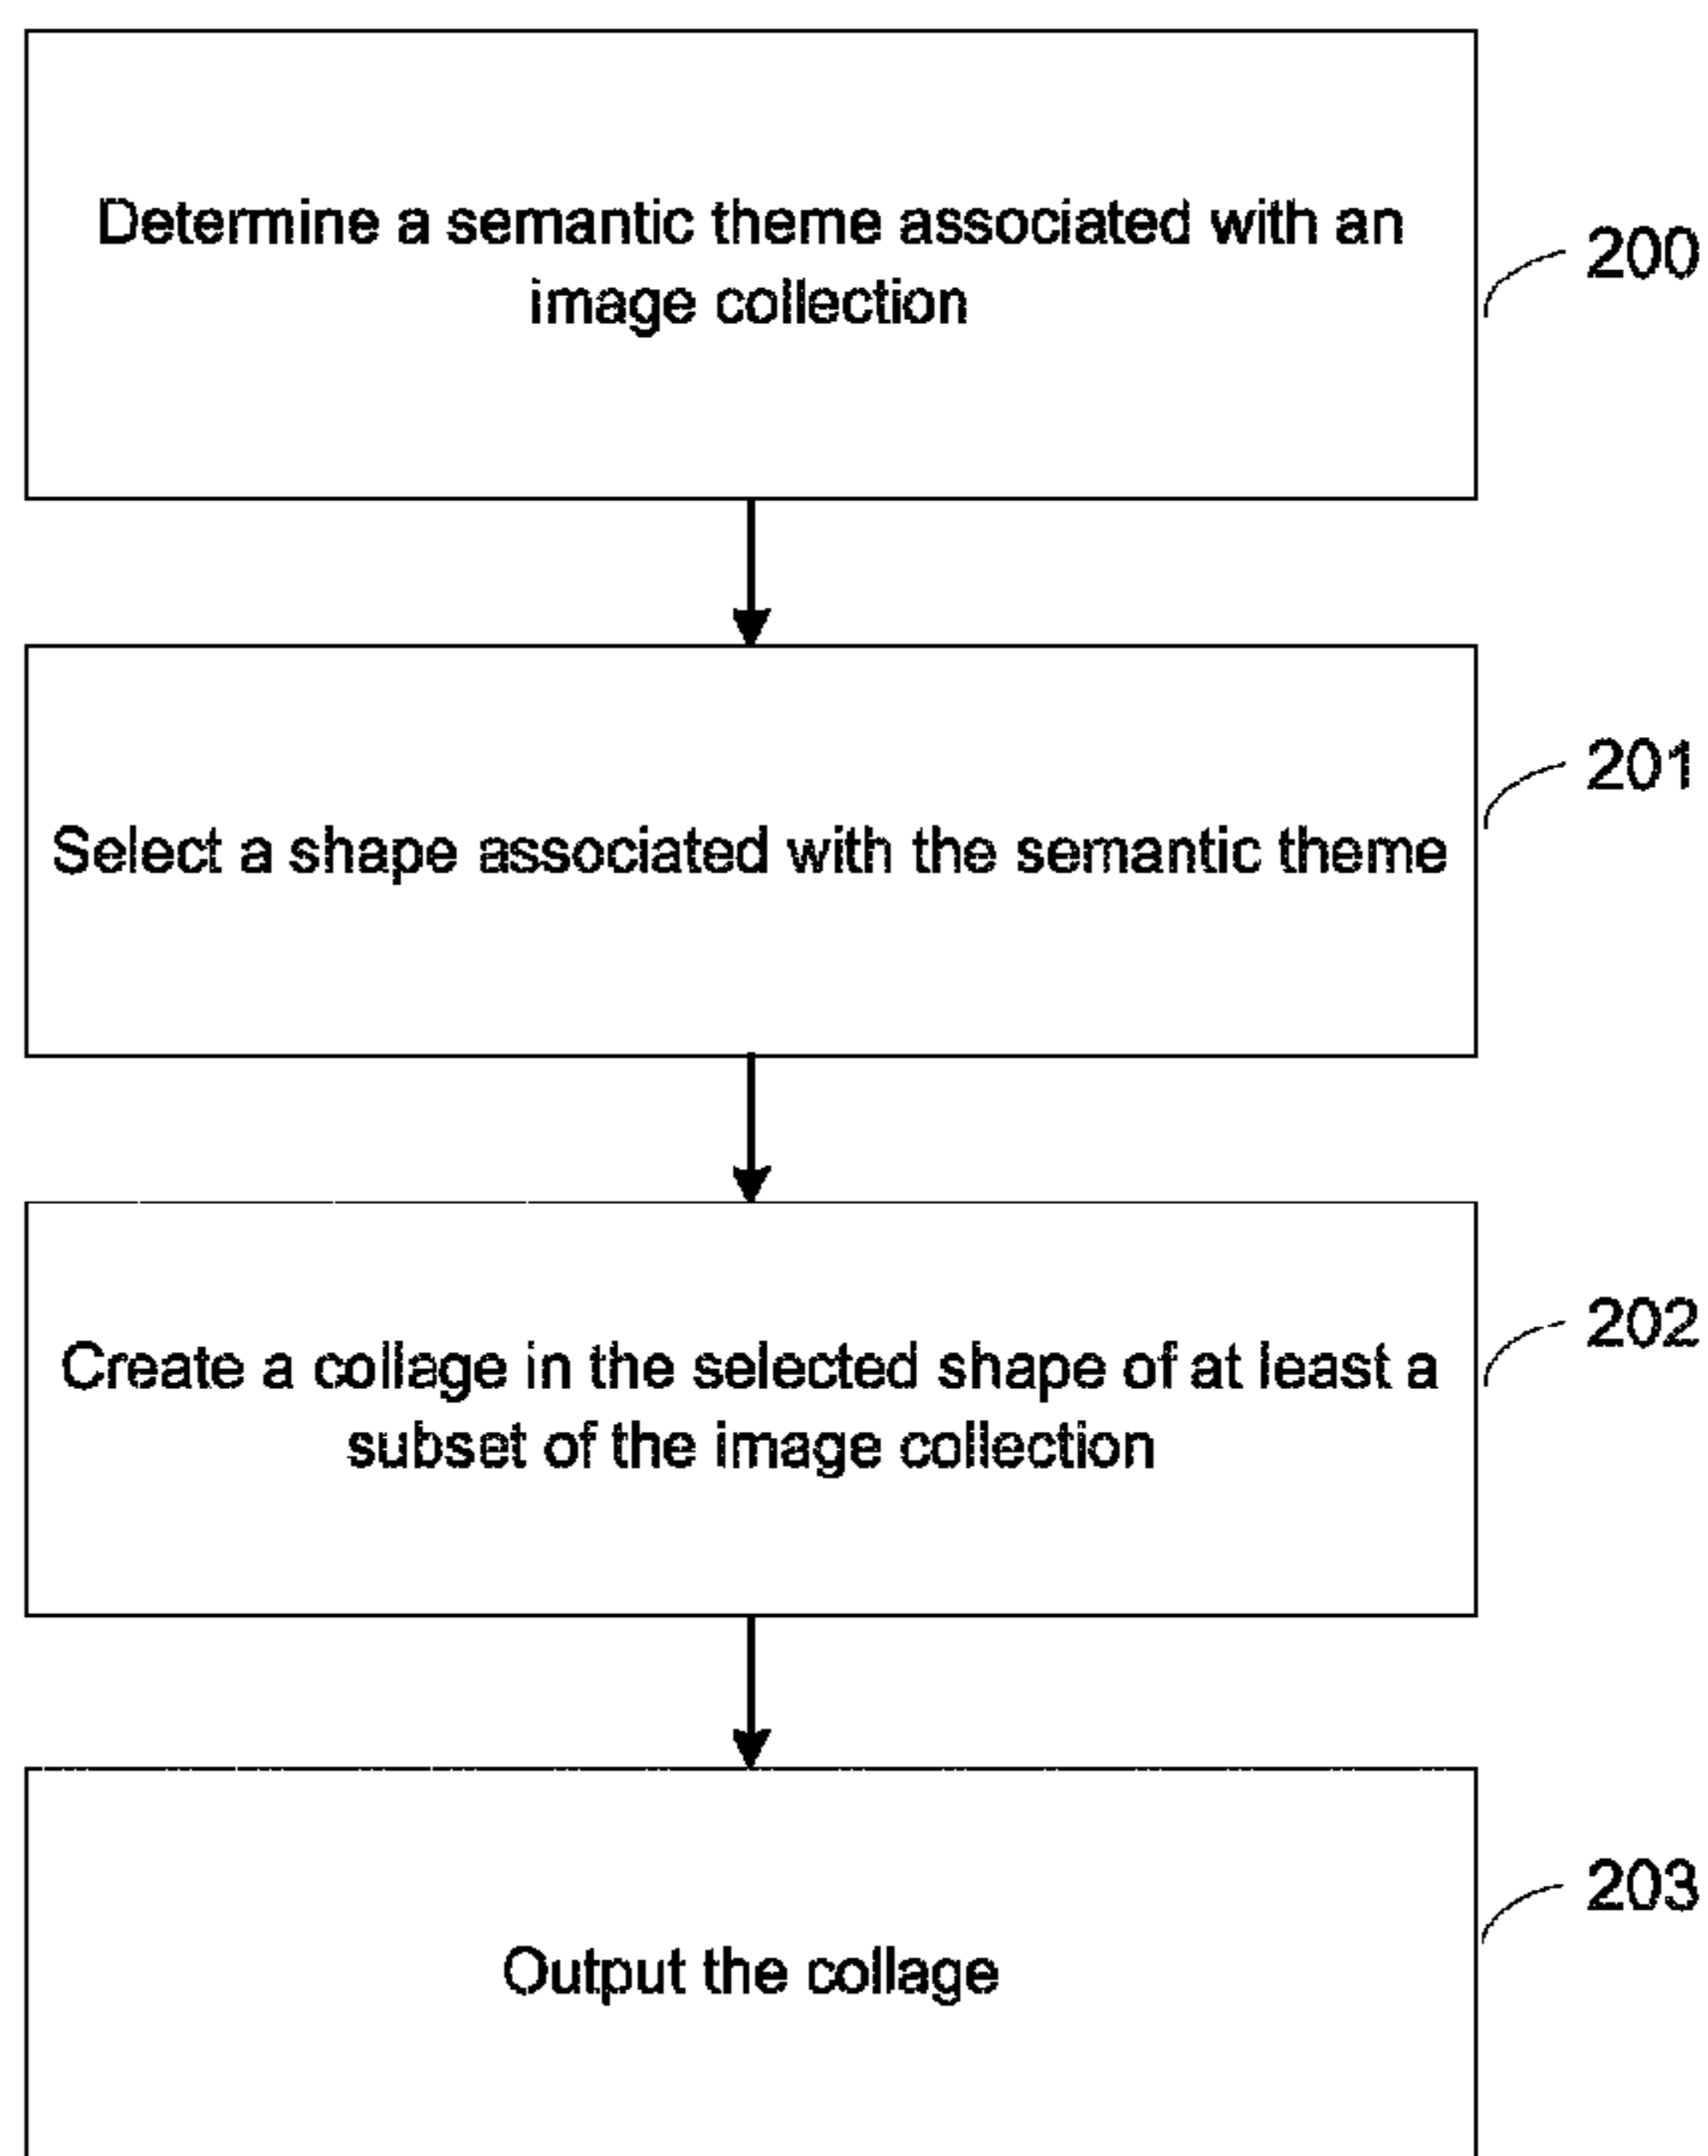 Determine a semantic theme associated with an
image collection
200
Select a shape associated with the semantic theme
201
Create a collage in the selected shape of at least a
subset of the image collection
202
Output the collage
203